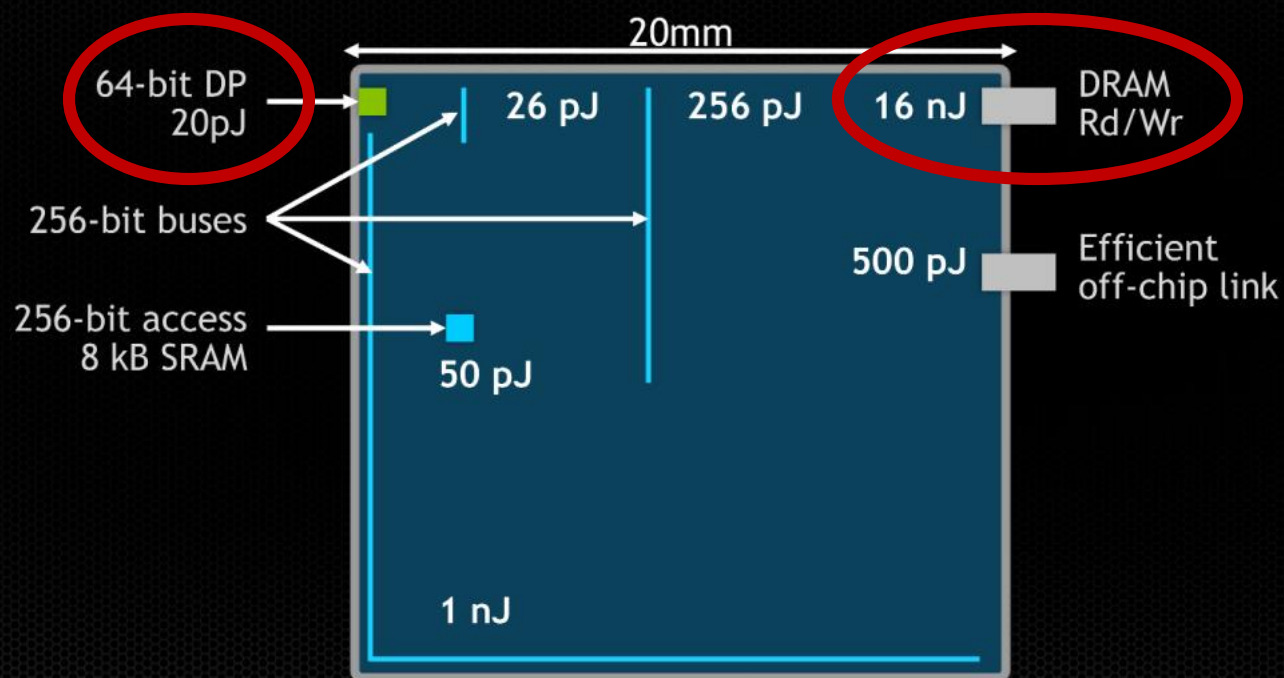 20mm
64-bit DP
20pJ
26 pJ
256 pJ
16 nJ
DRAM
Rd/Wr
256-bit buses
500 pJ
Efficient
off-chip link
256-bit access
8 kB SRAM
50 pJ
1 nJ